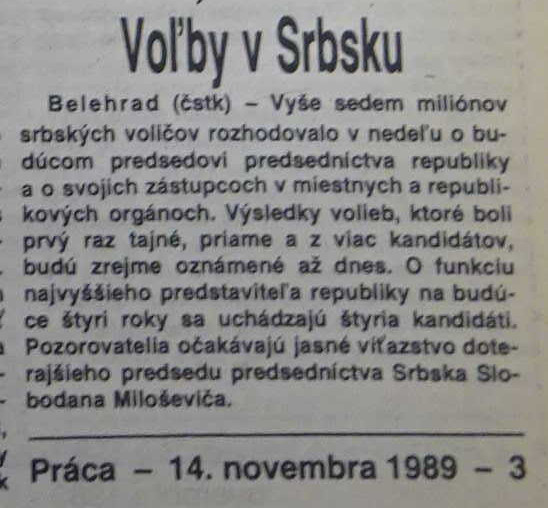 Voľby v Srbsku
Belehrad (čstk) – Vyše sedem miliónov
srbských voličov rozhodovalo v nedeľu o bu-
dúcom predsedovi predsedníctva republiky
a o svojich zástupcoch v miestnych a republi-
kových orgánoch. Výsledky volieb, ktoré boli
prvý raz tajné, priame a z viac kandidátov,
budú zrejme oznámené až dnes. O funkciu
najvyššieho predstaviteľa republiky na budú-
ce štyri roky sa uchádzajú štyria kandidáti.
Pozorovatelia očakávajú jasné víťazstvo dote-
rajšieho predsedu predsedníctva Srbska Slo-
bodana Miloševiča.
Práca – 14. novembra 1989 – 3